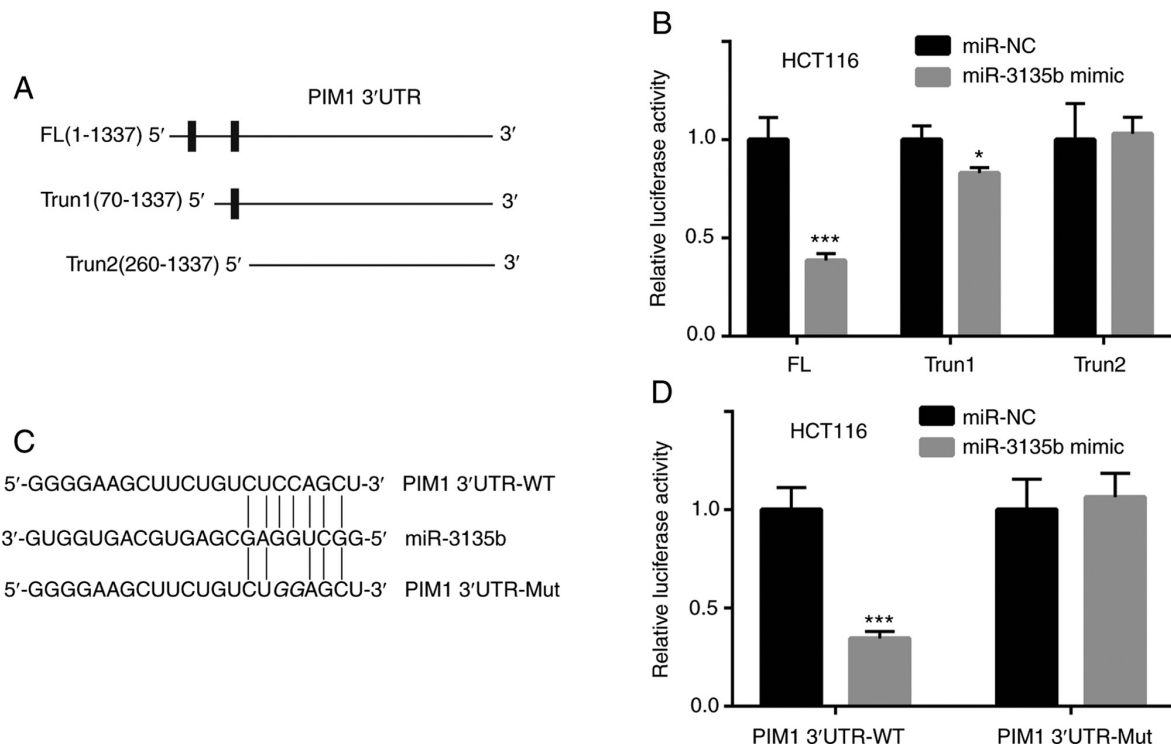 A
PIM1 3′UTR
FL(1-1337) 5′ 3′
Trun1(70-1337) 5′ 3′
Trun2(260-1337) 5′ 3′
B
HCT116
miR-NC
miR-3135b mimic
Relative luciferase activity
1.0
0.5
0.0
***
*
FL Trun1 Trun2
C
5′-GGGGAAGCUUCUGUCUCCAGCU-3′ PIM1 3′UTR-WT
3′-GUGGUGACGUGAGCGAGGUCGG-5′ miR-3135b
5′-GGGGAAGCUUCUGUCUGGAGCU-3′ PIM1 3′UTR-Mut
D
HCT116
miR-NC
miR-3135b mimic
Relative luciferase activity
1.0
0.5
0.0
***
PIM1 3′UTR-WT PIM1 3′UTR-Mut